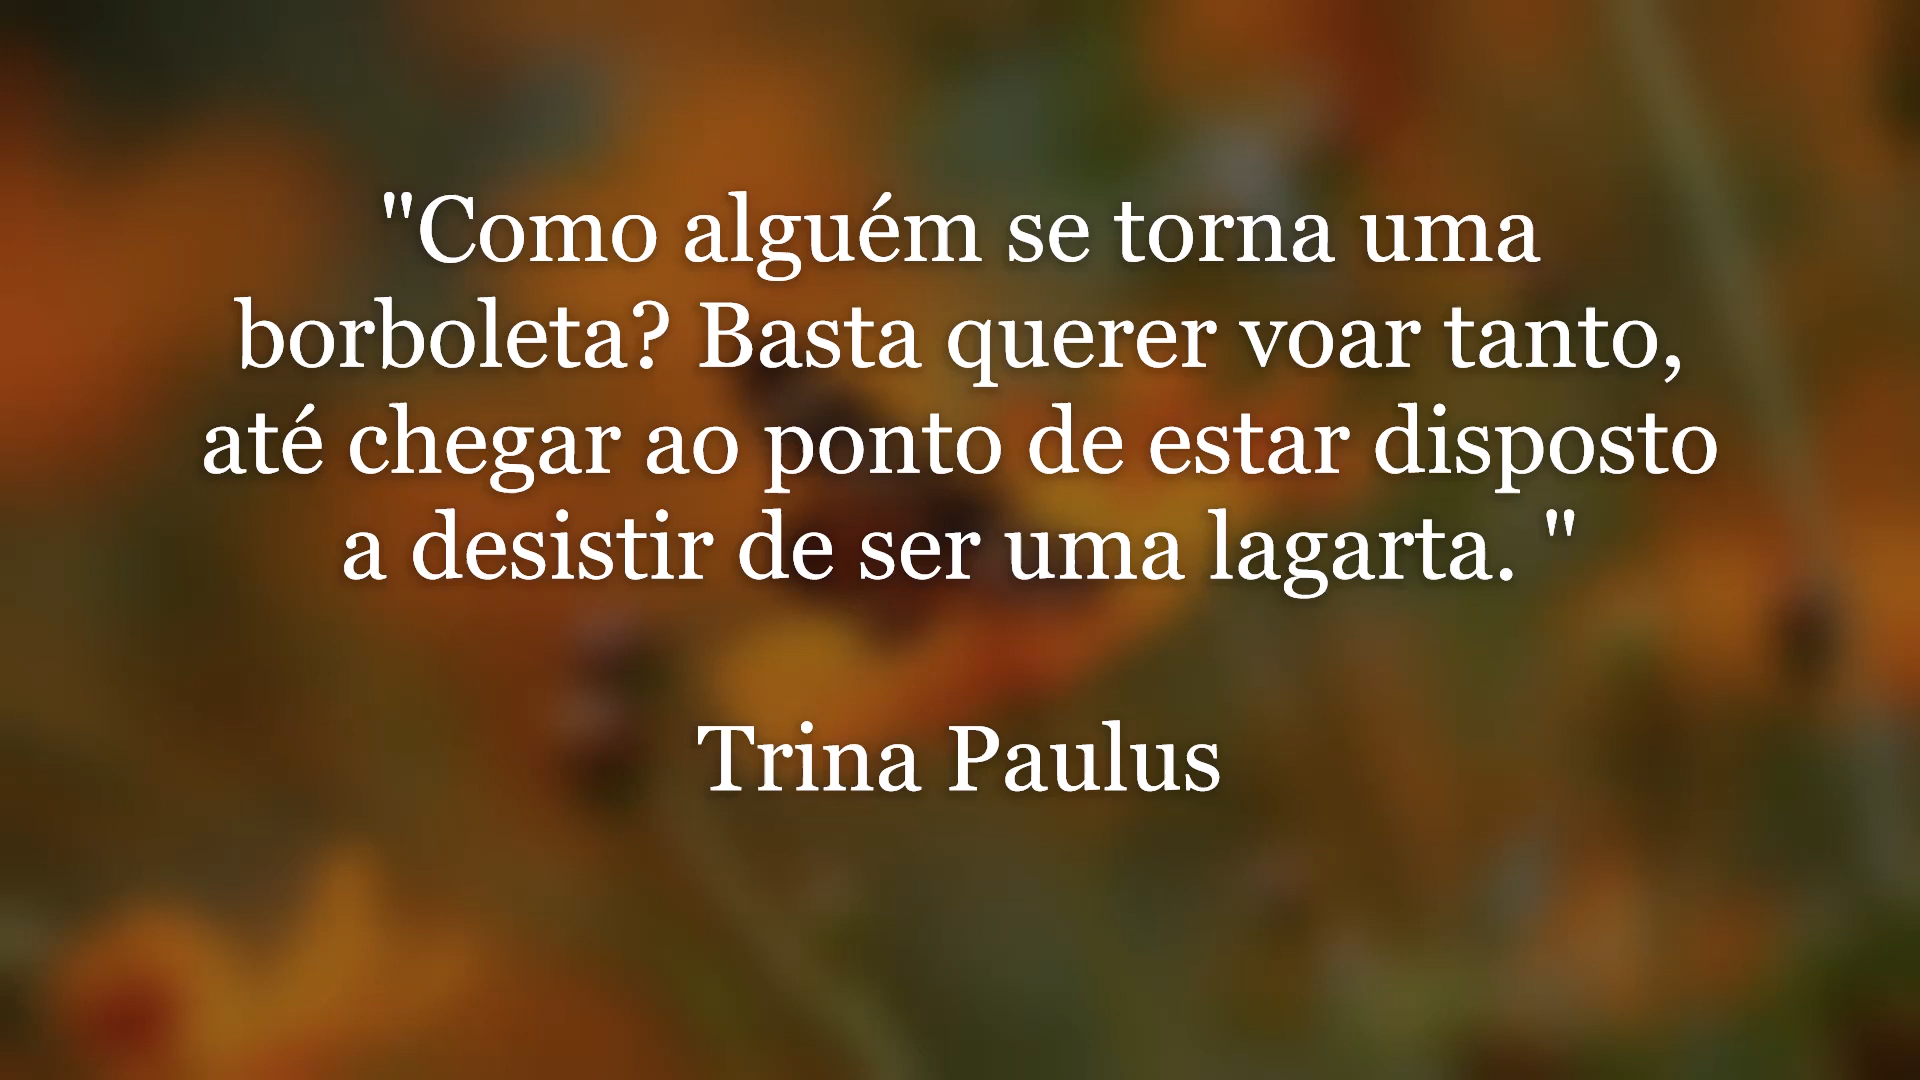 "Como alguém se torna uma
borboleta? Basta querer voar tanto,
até chegar ao ponto de estar disposto
a desistir de ser uma lagarta. "
Trina Paulus